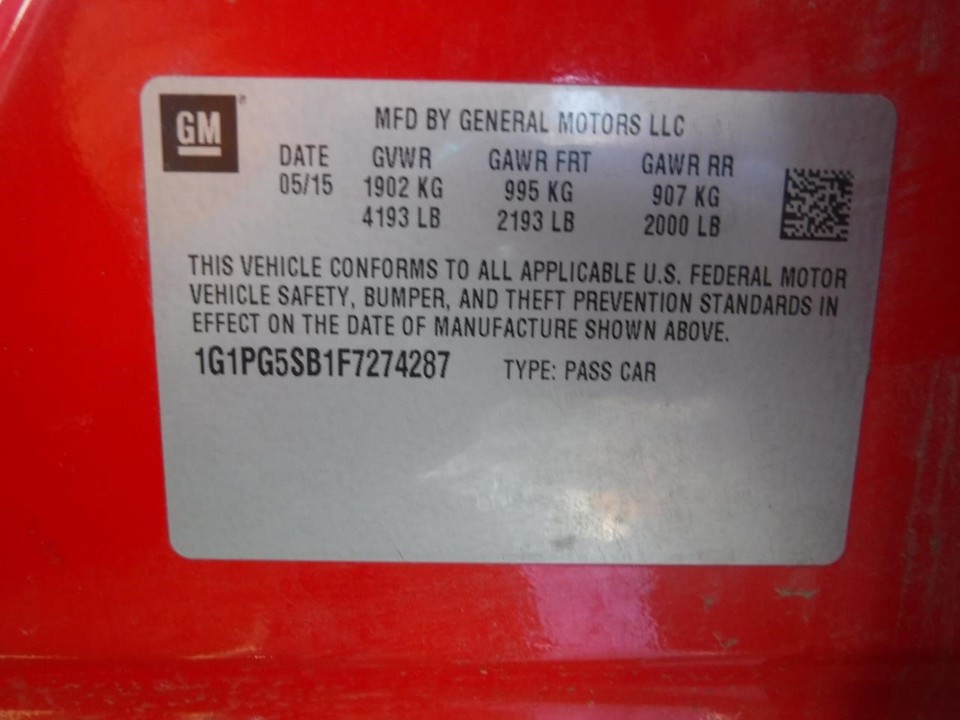 GM
MFD BY GENERAL MOTORS LLC
DATE GVWR GAWR FRT GAWR RR
05/15 1902 KG 995 KG 907 KG
4193 LB 2193 LB 2000 LB
THIS VEHICLE CONFORMS TO ALL APPLICABLE U.S. FEDERAL MOTOR
VEHICLE SAFETY, BUMPER, AND THEFT PREVENTION STANDARDS IN
EFFECT ON THE DATE OF MANUFACTURE SHOWN ABOVE.
1G1PG5SB1F7274287 TYPE: PASS CAR